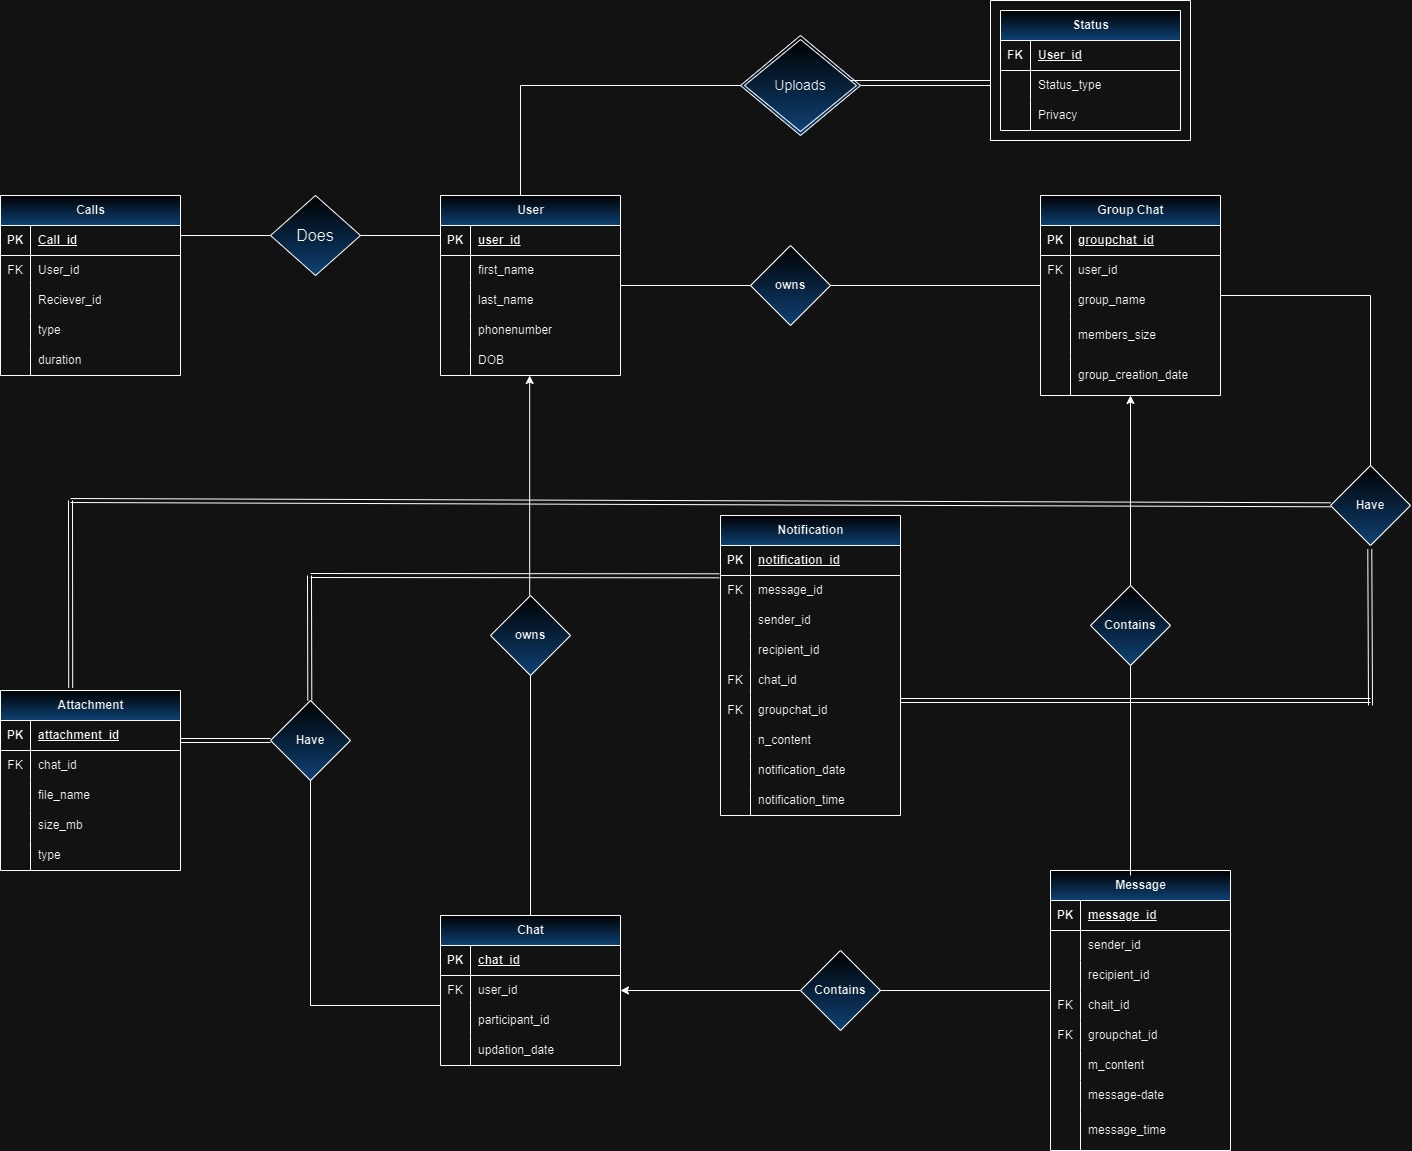 Status
FK User_id
Status_type
Privacy
Uploads
Calls
PK Call_id
FK User_id
Reciever_id
type
duration
Does
User
PK user_id
first_name
last_name
phonenumber
DOB
owns
Group Chat
PK groupchat_id
FK user_id
group_name
members_size
group_creation_date
Have
Notification
PK notification_id
FK message_id
sender_id
recipient_id
FK chat_id
FK groupchat_id
n_content
notification_date
notification_time
owns
Contains
Attachment
PK attachment_id
FK chat_id
file_name
size_mb
type
Have
Chat
PK chat_id
FK user_id
participant_id
updation_date
Contains
Message
PK message_id
sender_id
recipient_id
FK chait_id
FK groupchat_id
m_content
message-date
message_time